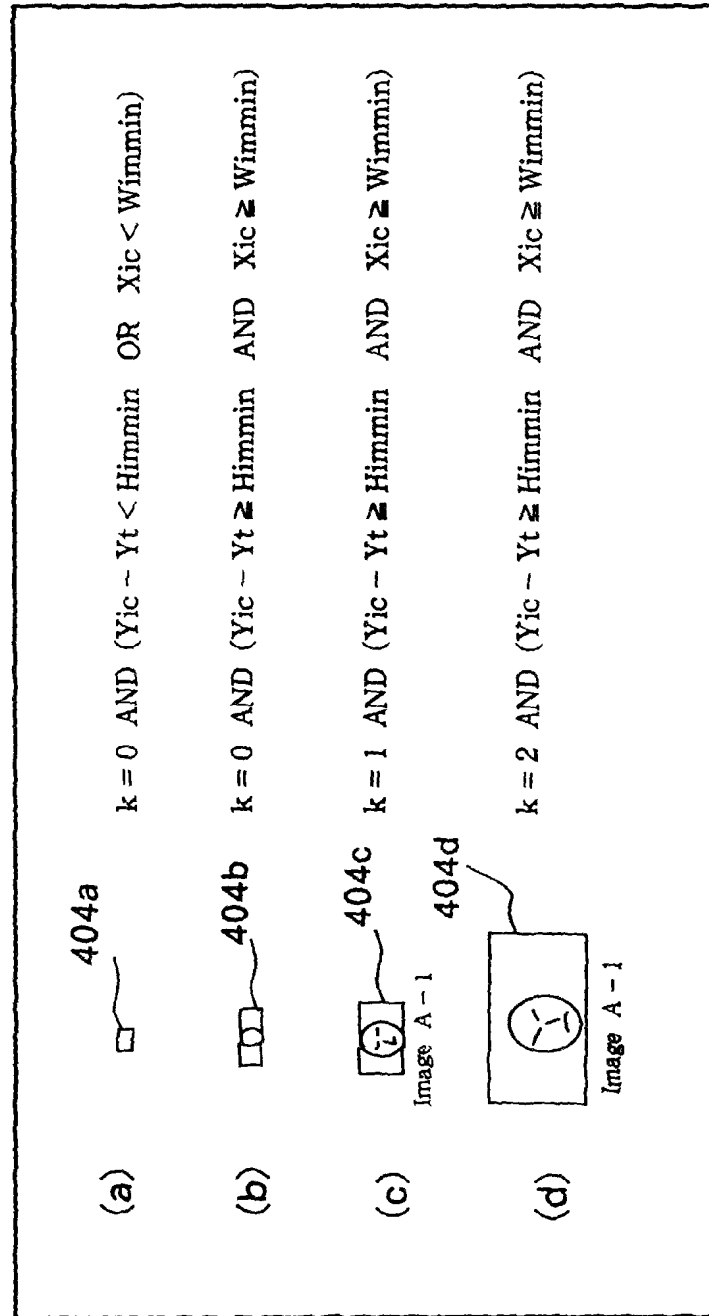 404a
(a) k = 0 AND (Yic - Yt < Himmin OR Xic < Wimmin)
404b
(b) k = 0 AND (Yic - Yt ≧ Himmin AND Xic ≧ Wimmin)
404c
(c) k = 1 AND (Yic - Yt ≧ Himmin AND Xic ≧ Wimmin)
Image A - 1
404d
(d) k = 2 AND (Yic - Yt ≧ Himmin AND Xic ≧ Wimmin)
Image A - 1